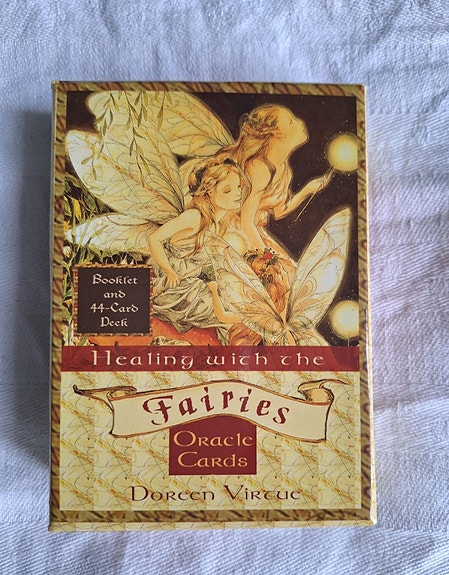 Booklet
and
44-Card
Deck
Healing with the
Fairies
Oracle
Cards
Doreen Virtue